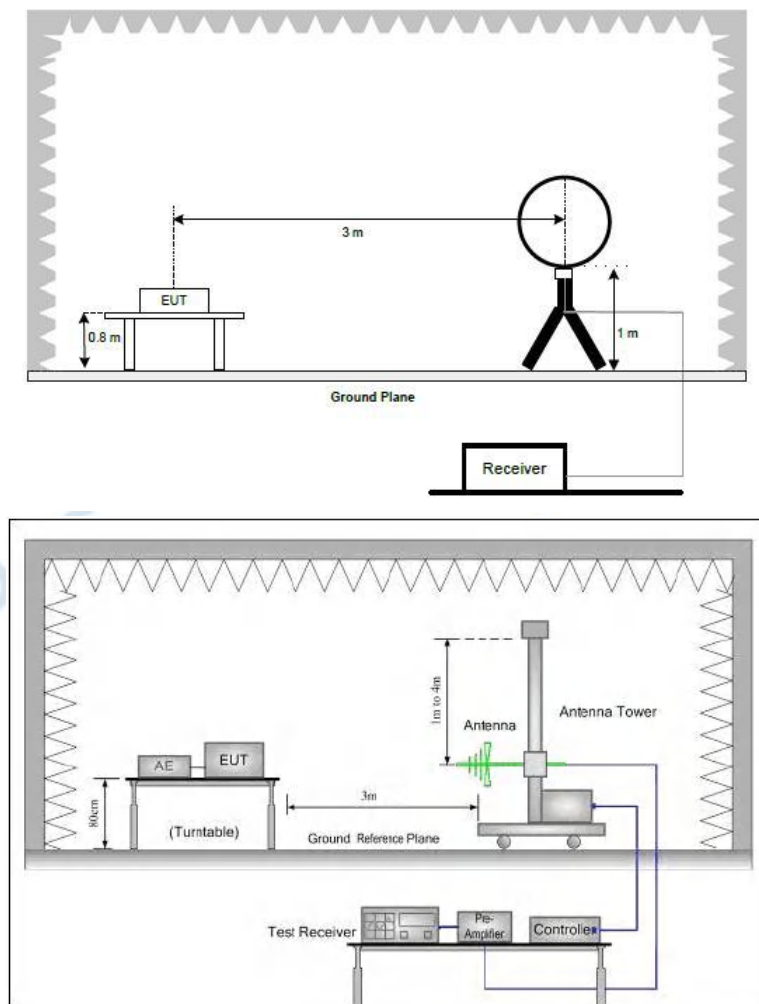 3 m
EUT
0.8 m
1 m
Ground Plane
Receiver
1m to 4m
Antenna
Antenna Tower
AE
EUT
3m
80cm
(Turntable)
Ground Reference Plane
Test Receiver
Pre-
Amplifier
Controlle